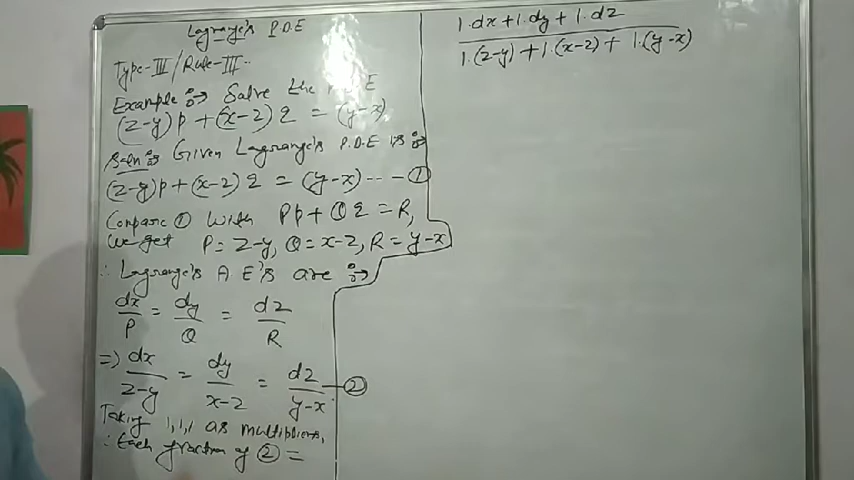 Lagrange's P.D.E
Type-III/Rule-III-
Example :→ Solve the P.D.E
(z-y)p + (x-z)q = (y-x)
Soln :→ Given Lagrange's P.D.E is :→
(z-y)p + (x-z)q = (y-x) --- ①
Compare ① with Pp + Qq = R,
we get P = z-y, Q = x-z, R = y-x
∴ Lagrange's A E's are :→
dx/P = dy/Q = dz/R
=) dx/(z-y) = dy/(x-z) = dz/(y-x) — ②
Taking 1,1,1 as multipliers,
∴ Each fraction of ② =
1.dx + 1.dy + 1.dz
1.(z-y) + 1.(x-z) + 1.(y-x)